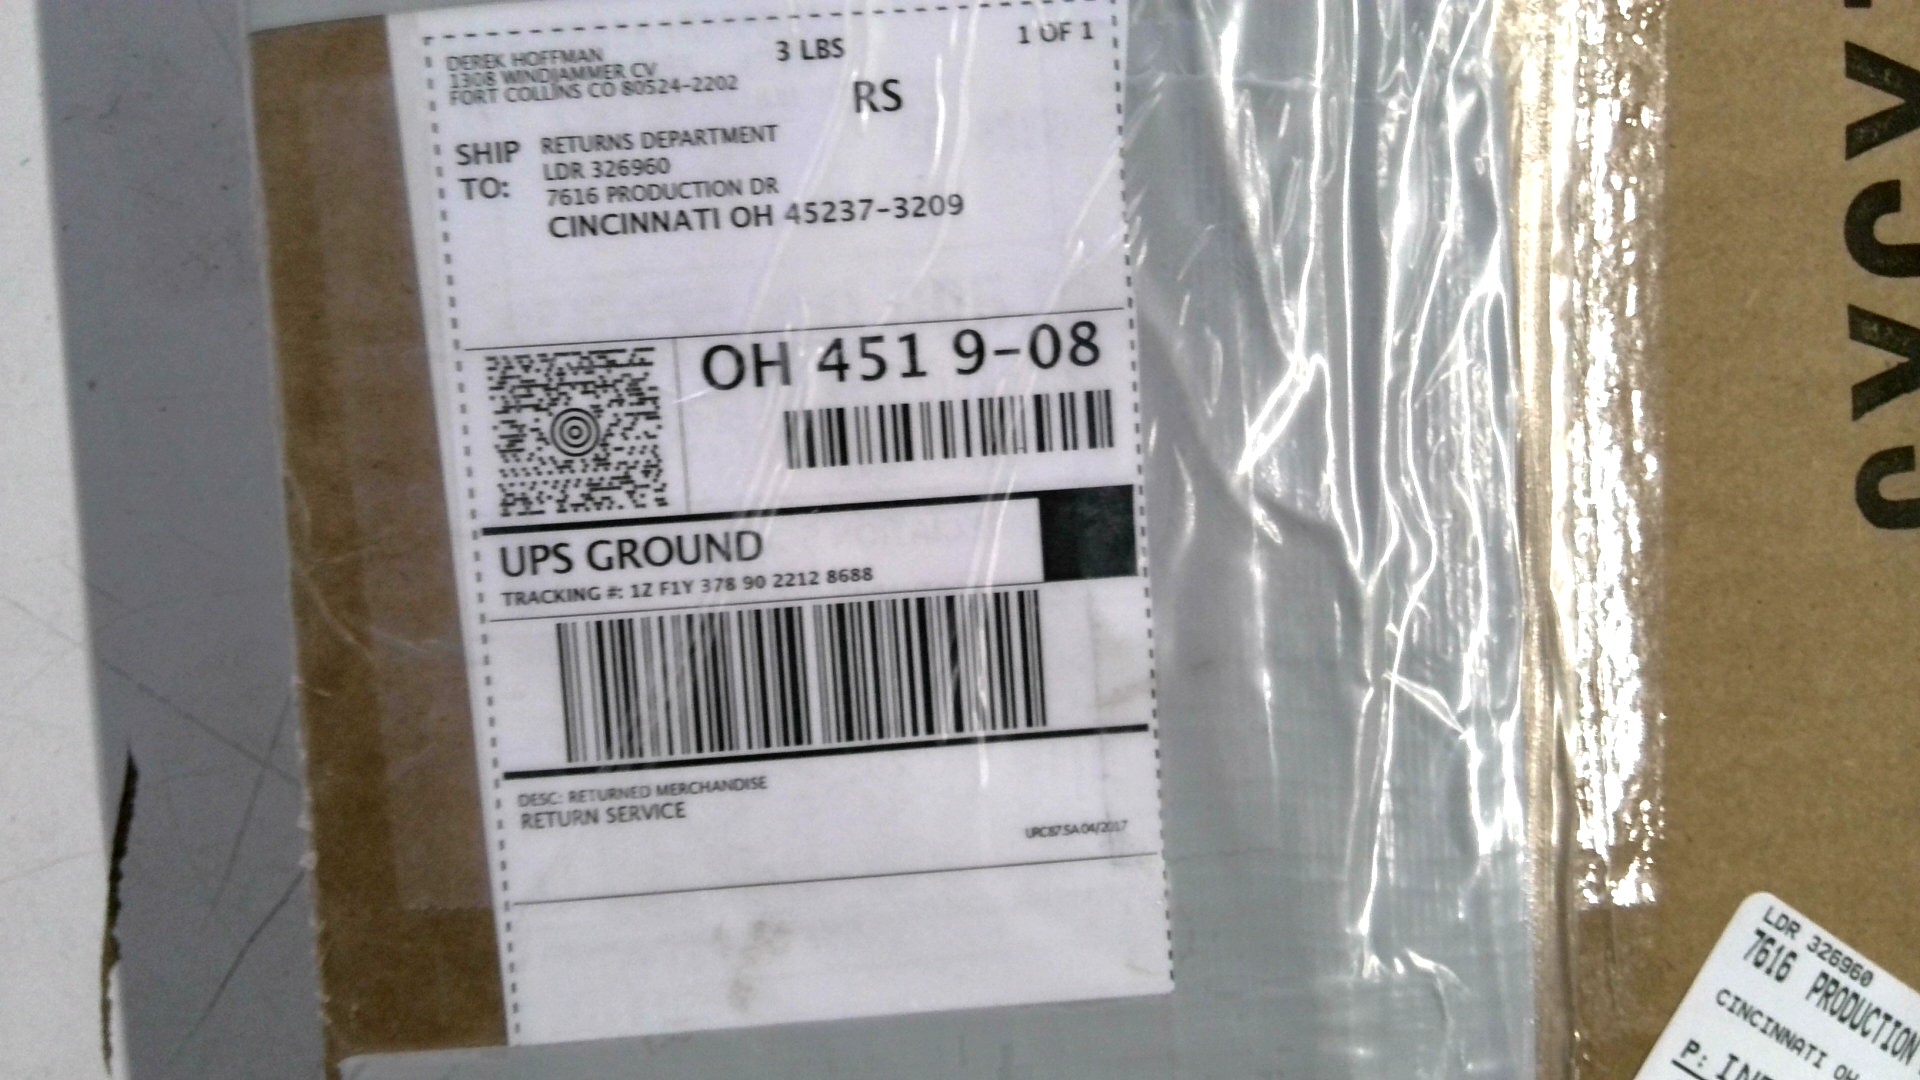 DEREK HOFFMAN
1308 WINDJAMMER CV
FORT COLLINS CO 80524-2202
3 LBS
1 OF 1
RS
SHIP TO:
RETURNS DEPARTMENT
LDR 326960
7616 PRODUCTION DR
CINCINNATI OH 45237-3209
OH 451 9-08
UPS GROUND
TRACKING #: 1Z F1Y 378 90 2212 8688
DESC: RETURNED MERCHANDISE
RETURN SERVICE
LDR 326960
7616 PRODUCTION
CINCINNATI OH
P: